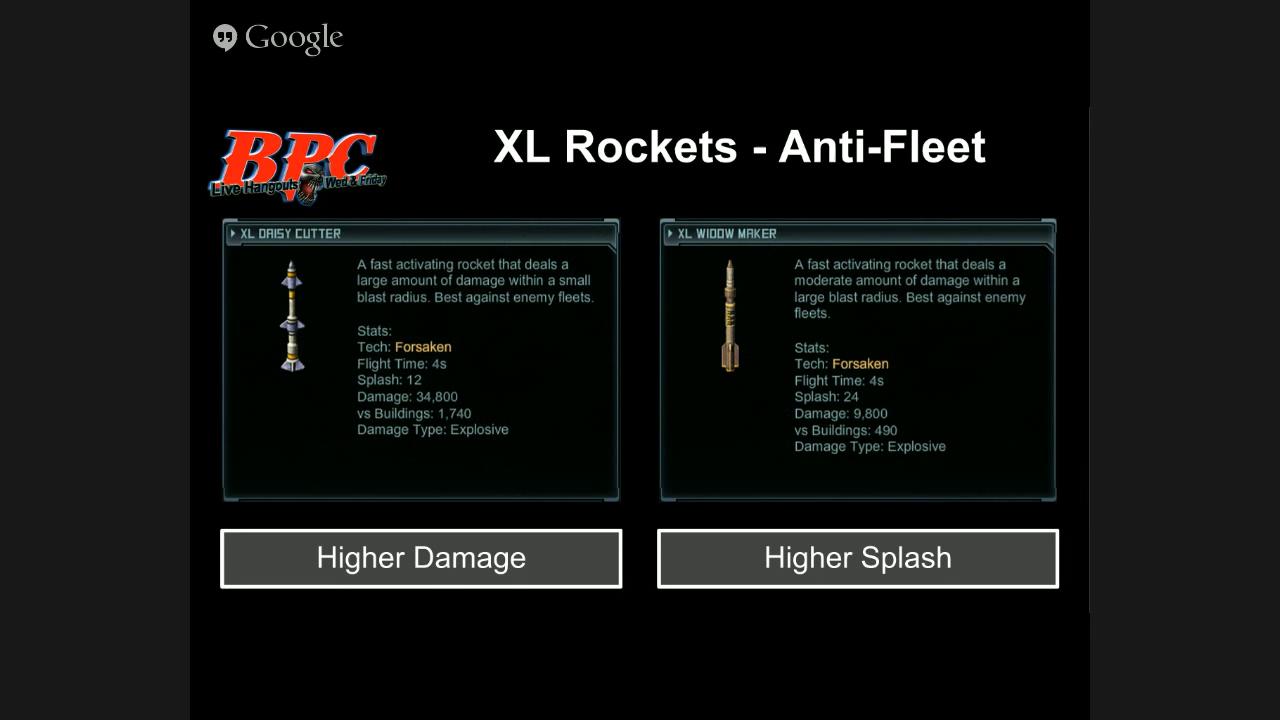 Google
BPC
Live Hangouts Wed & Friday
XL Rockets - Anti-Fleet
XL DAISY CUTTER
A fast activating rocket that deals a
large amount of damage within a small
blast radius. Best against enemy fleets.
Stats:
Tech: Forsaken
Flight Time: 4s
Splash: 12
Damage: 34,800
vs Buildings: 1,740
Damage Type: Explosive
Higher Damage
XL WIDOW MAKER
A fast activating rocket that deals a
moderate amount of damage within a
large blast radius. Best against enemy
fleets.
Stats:
Tech: Forsaken
Flight Time: 4s
Splash: 24
Damage: 9,800
vs Buildings: 490
Damage Type: Explosive
Higher Splash